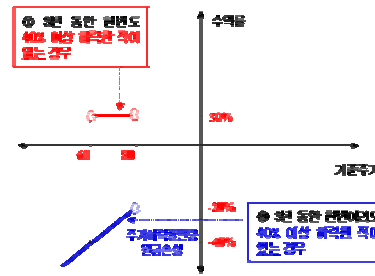 ① 3년 동안 한번도
40% 이상 하락한 적이
없는 경우
수익률
30%
60
기준주가
-20%
주가하락률만큼
원금손실
-40%
② 3년 동안 한번이라도
40% 이상 하락한 적이
있는 경우